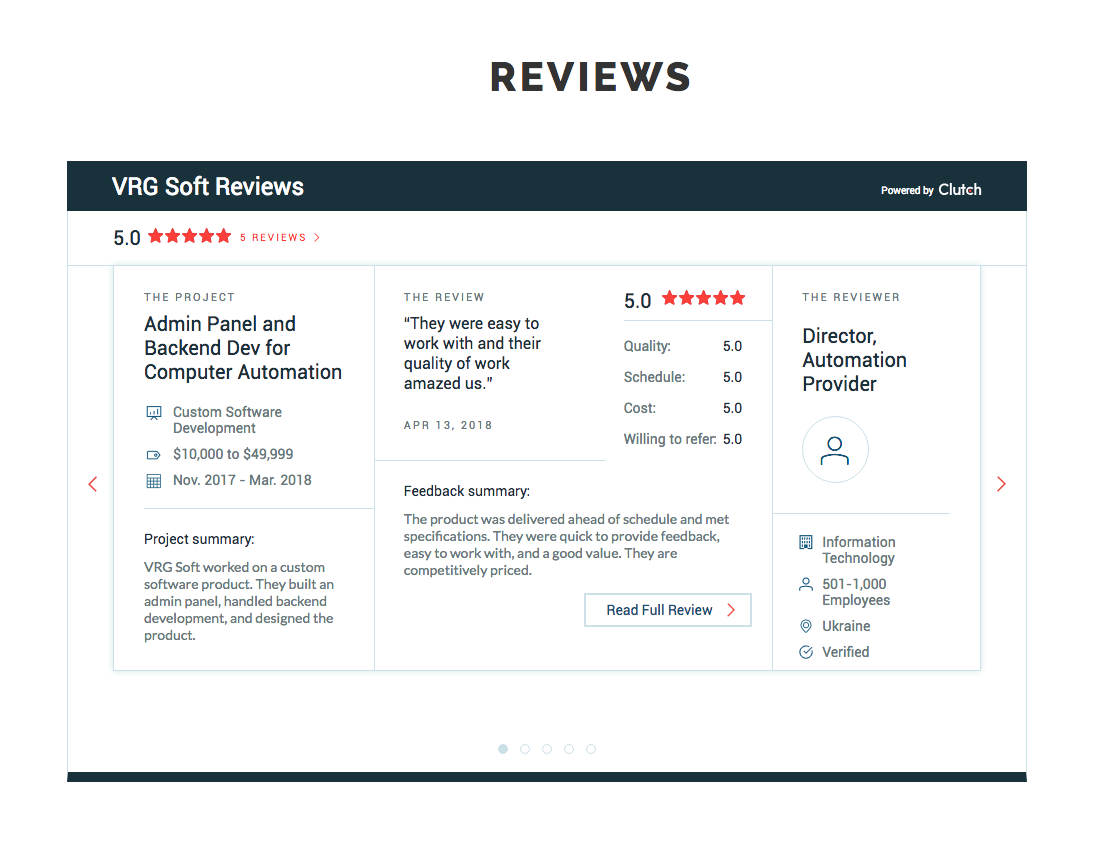 REVIEWS
VRG Soft Reviews
Powered by Clutch
5.0
5 REVIEWS
THE PROJECT
Admin Panel and
Backend Dev for
Computer Automation
Custom Software
Development
$10,000 to $49,999
Nov. 2017 - Mar. 2018
Project summary:
VRG Soft worked on a custom
software product. They built an
admin panel, handled backend
development, and designed the
product.
THE REVIEW
“They were easy to
work with and their
quality of work
amazed us.”
APR 13, 2018
5.0
Quality: 5.0
Schedule: 5.0
Cost: 5.0
Willing to refer: 5.0
Feedback summary:
The product was delivered ahead of schedule and met
specifications. They were quick to provide feedback,
easy to work with, and a good value. They are
competitively priced.
Read Full Review
THE REVIEWER
Director,
Automation
Provider
Information
Technology
501-1,000
Employees
Ukraine
Verified